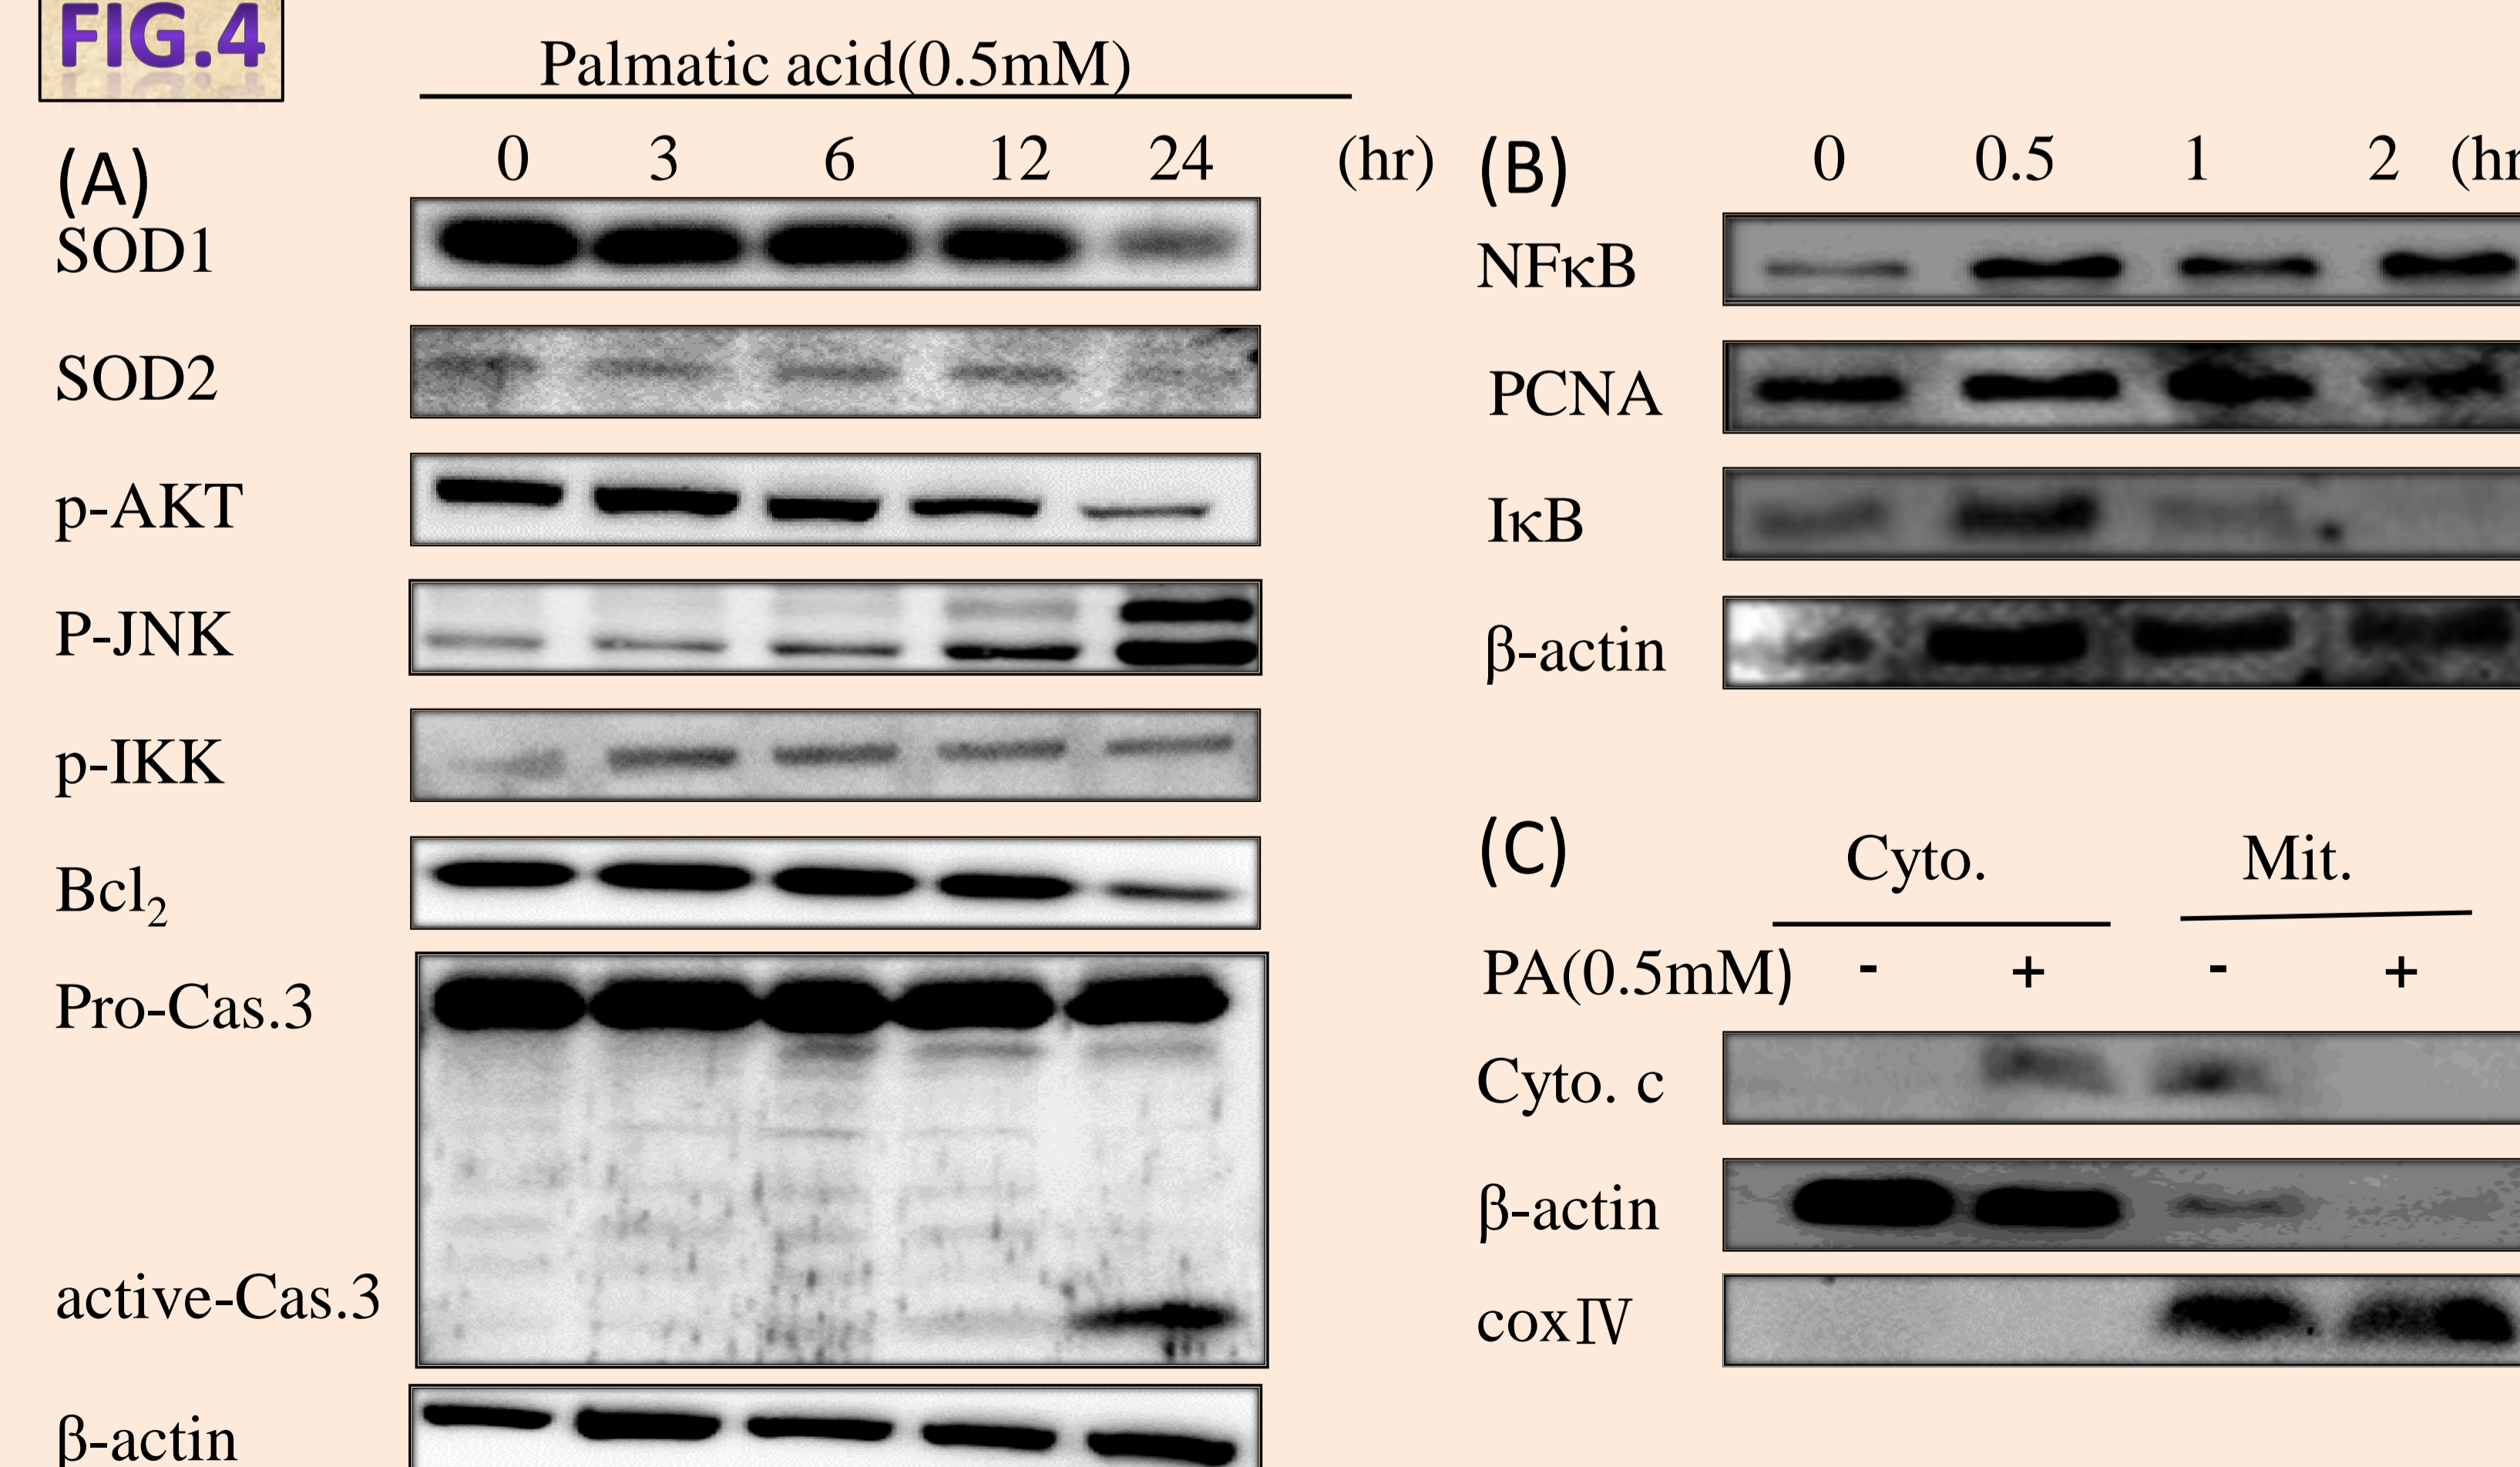 FIG.4
Palmatic acid(0.5mM)
(A)
0 3 6 12 24 (hr)
SOD1
SOD2
p-AKT
P-JNK
p-IKK
Bcl₂
Pro-Cas.3
active-Cas.3
β-actin
(B)
0 0.5 1 2 (hr
NFκB
PCNA
IκB
β-actin
(C)
Cyto. Mit.
PA(0.5mM) - + - +
Cyto. c
β-actin
coxⅣ